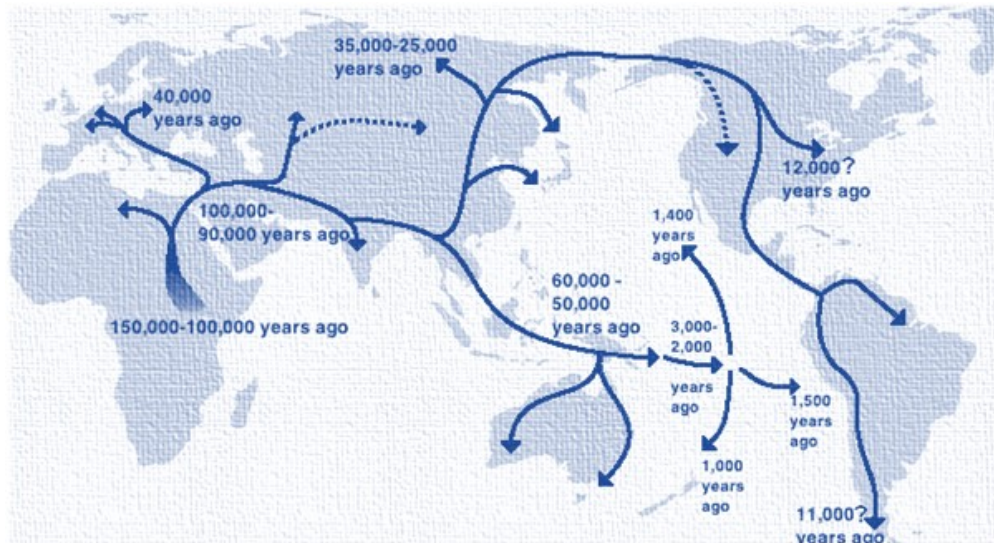 35,000-25,000
years ago
40,000
years ago
12,000?
years ago
100,000-
90,000 years ago
1,400
years
ago
60,000 -
50,000
years ago
150,000-100,000 years ago
3,000-
2,000
years
ago
1,500
years
ago
1,000
years
ago
11,000?
years ago